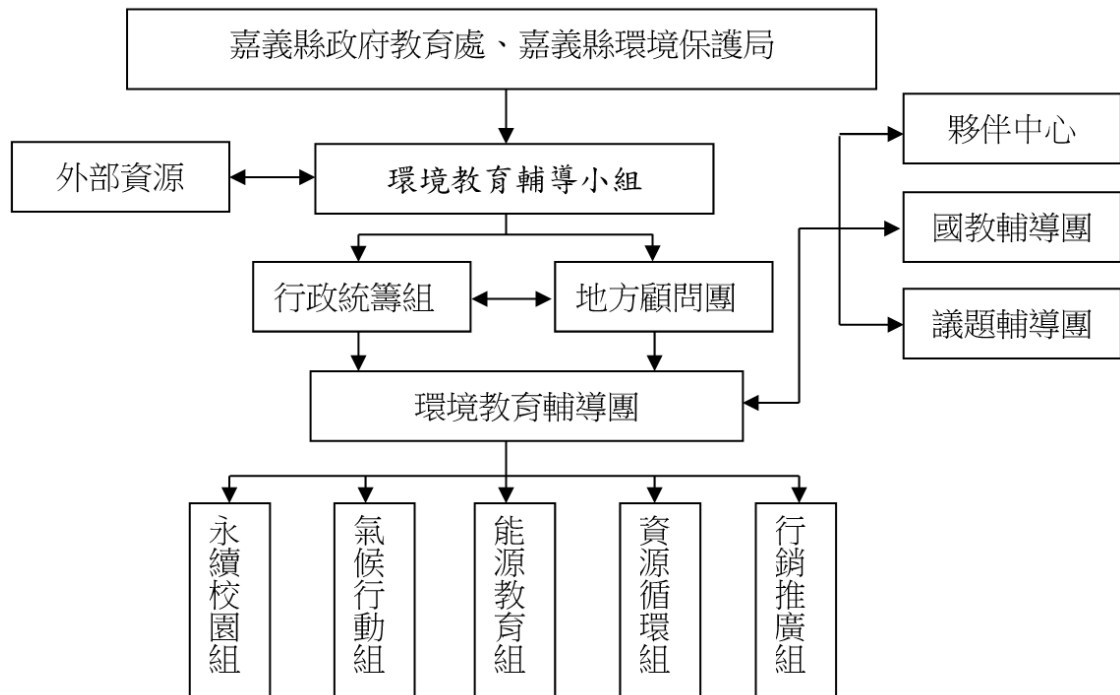 嘉義縣政府教育處、嘉義縣環境保護局
夥伴中心
外部資源
環境教育輔導小組
國教輔導團
行政統籌組
地方顧問團
議題輔導團
環境教育輔導團
永續校園組
氣候行動組
能源教育組
資源循環組
行銷推廣組